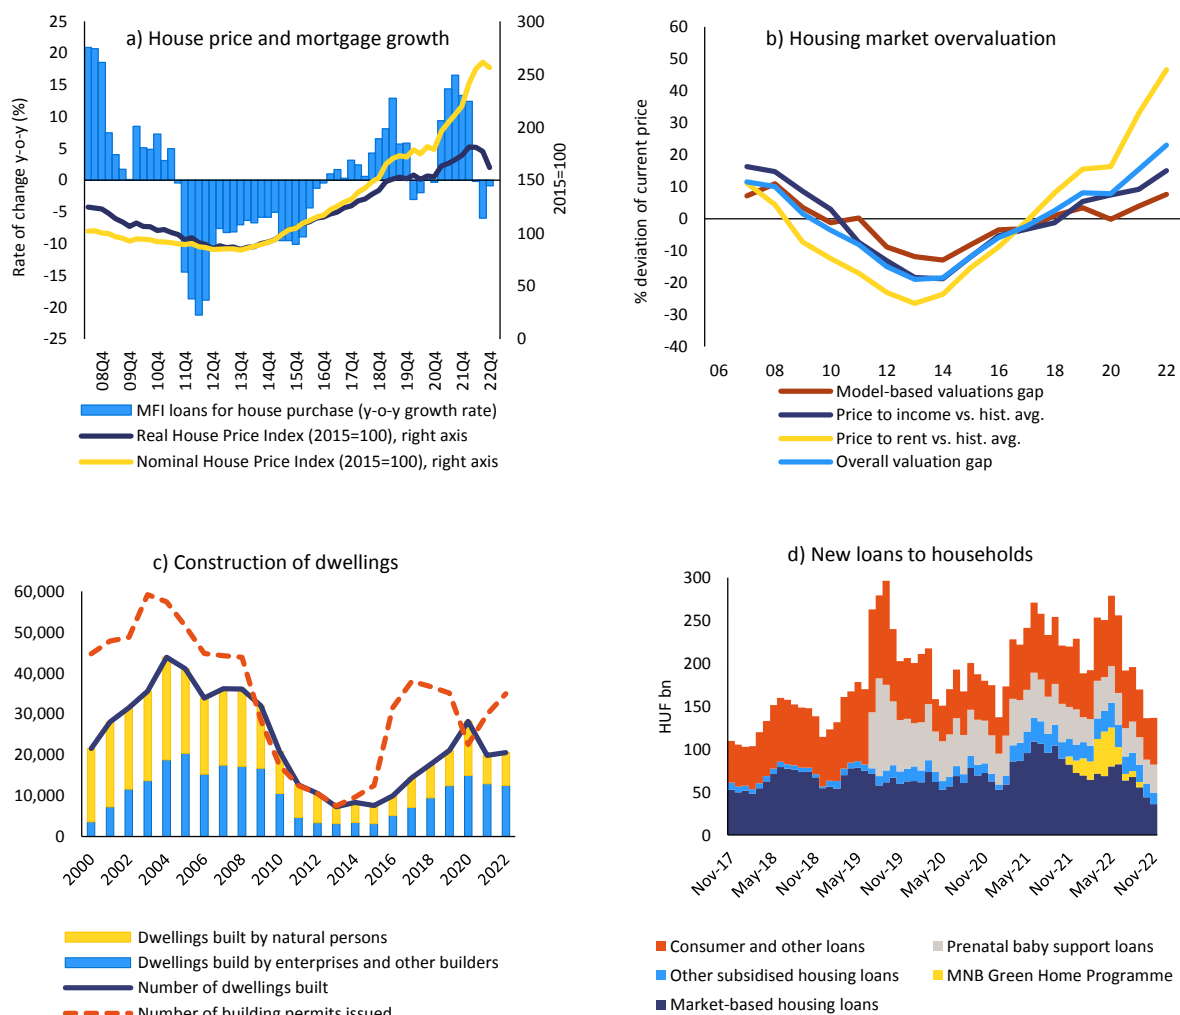 a) House price and mortgage growth
Rate of change y-o-y (%)
25
20
15
10
5
0
-5
-10
-15
-20
-25
300
250
200
150
100
50
0
2015=100
08Q4
09Q4
10Q4
11Q4
12Q4
13Q4
14Q4
15Q4
16Q4
17Q4
18Q4
19Q4
20Q4
21Q4
22Q4
MFI loans for house purchase (y-o-y growth rate)
Real House Price Index (2015=100), right axis
Nominal House Price Index (2015=100), right axis
b) Housing market overvaluation
% deviation of current price
60
50
40
30
20
10
0
-10
-20
-30
-40
06 08 10 12 14 16 18 20 22
Model-based valuations gap
Price to income vs. hist. avg.
Price to rent vs. hist. avg.
Overall valuation gap
c) Construction of dwellings
60,000
50,000
40,000
30,000
20,000
10,000
0
2000
2002
2004
2006
2008
2010
2012
2014
2016
2018
2020
2022
Dwellings built by natural persons
Dwellings build by enterprises and other builders
Number of dwellings built
Number of building permits issued
d) New loans to households
HUF bn
300
250
200
150
100
50
0
Nov-17
May-18
Nov-18
May-19
Nov-19
May-20
Nov-20
May-21
Nov-21
May-22
Nov-22
Consumer and other loans
Prenatal baby support loans
Other subsidised housing loans
MNB Green Home Programme
Market-based housing loans